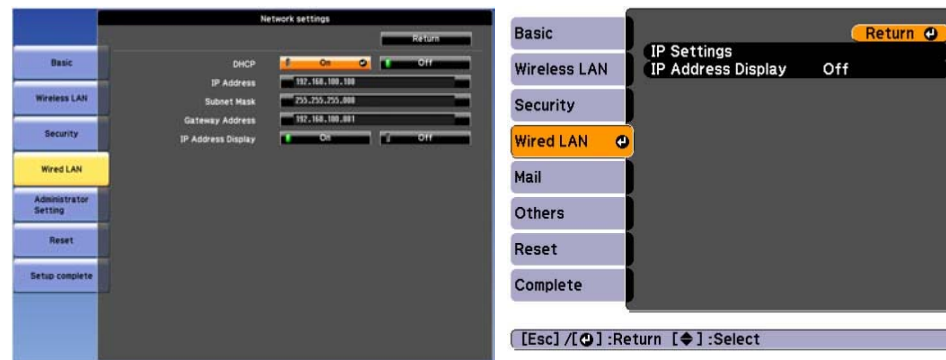 Network settings
Return
Basic
DHCP On Off
IP Address 192.168.100.100
Wireless LAN
Subnet Mask 255.255.255.000
Gateway Address 192.168.100.001
Security
IP Address Display On Off
Wired LAN
Administrator
Setting
Reset
Setup complete
Basic
Return
IP Settings
Wireless LAN
IP Address Display Off
Security
Wired LAN
Mail
Others
Reset
Complete
[Esc] /[ ] :Return [ ] :Select